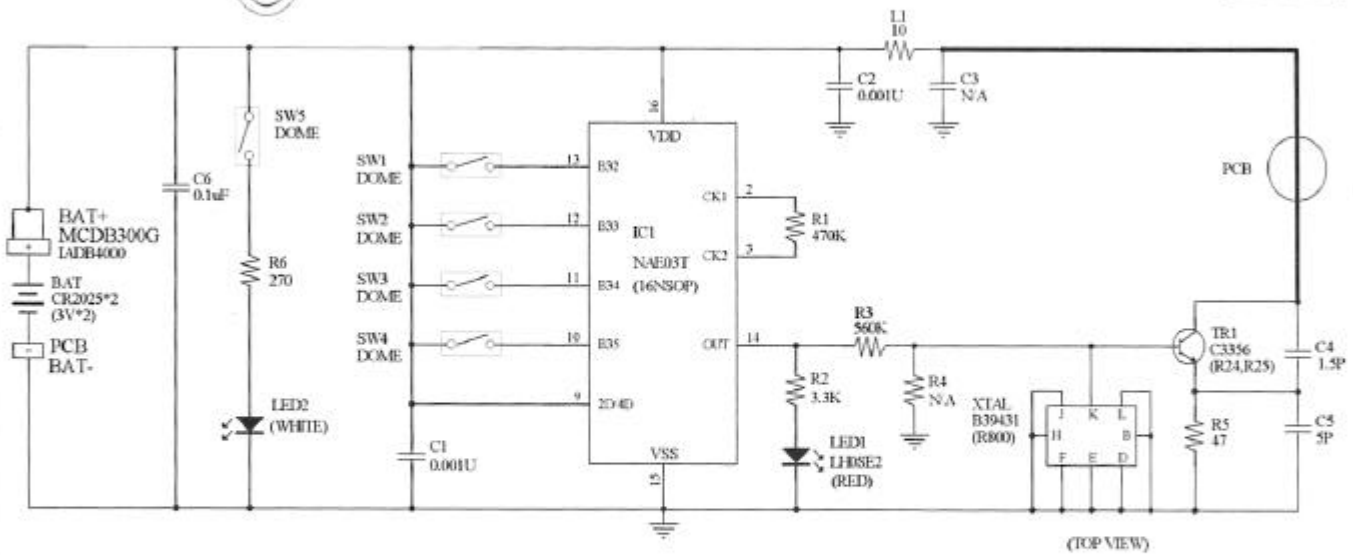 L1
10
C2
0.001U
C3
N/A
SW5
DOME
16
VDD
C6
0.1uF
SW1
DOME
13
B32
SW2
DOME
12
B33
SW3
DOME
11
B34
SW4
DOME
10
B35
9
2D/4D
IC1
NAE03T
(16NSOP)
CK1
2
CK2
3
R1
470K
OUT
14
VSS
15
PCB
BAT+
MCDB300G
IADB4000
+
BAT
CR2025*2
(3V*2)
-
PCB
BAT-
R6
270
LED2
(WHITE)
C1
0.001U
R3
560K
R2
3.3K
R4
N/A
LED1
LH0SE2
(RED)
XTAL
B39431
(R800)
J
K
L
H
B
F
E
D
TR1
C3356
(R24,R25)
C4
1.5P
R5
47
C5
5P
(TOP VIEW)